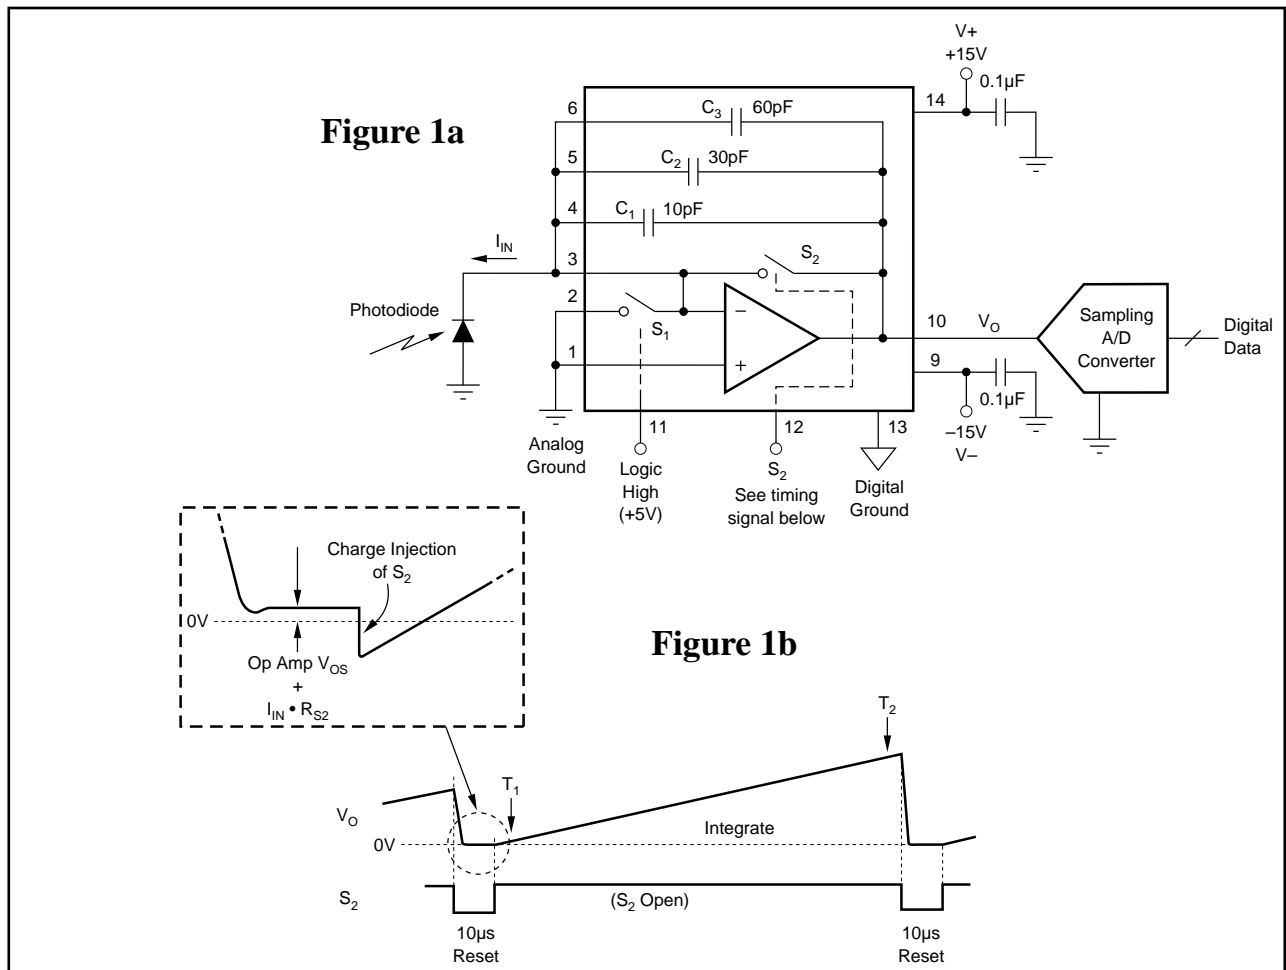 Figure 1a
V+
+15V
0.1µF
14
6
C3 60pF
5
C2 30pF
4
C1 10pF
IIN
3
S2
2
S1
Photodiode
–
+
1
10
VO
9
Sampling
A/D
Converter
Digital
Data
0.1µF
–15V
V–
11
12
13
Analog
Ground
Logic
High
(+5V)
S2
See timing
signal below
Digital
Ground
Charge Injection
of S2
0V
Op Amp VOS
+
IIN • RS2
Figure 1b
T2
T1
VO
Integrate
0V
S2
(S2 Open)
10µs
Reset
10µs
Reset